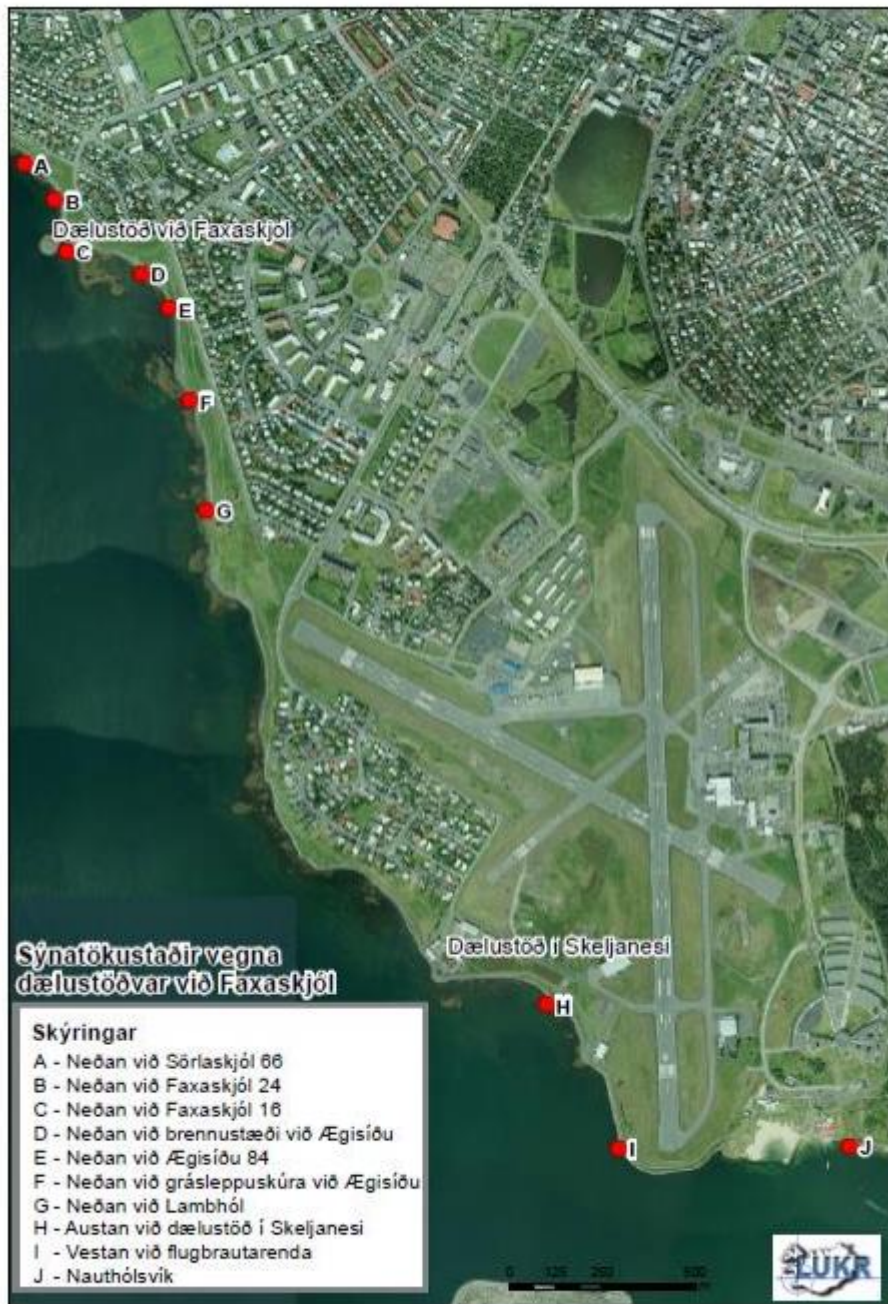 A
B
Dælustöð við Faxaskjol
C
D
E
F
G
Dælustöð í Skeljanesi
H
I
J
Sýnatökustaðir vegna
dælustöðvar við Faxaskjól
Skýringar
A - Neðan við Sörlaskjól 66
B - Neðan við Faxaskjól 24
C - Neðan við Faxaskjól 16
D - Neðan við brennustæði við Ægisíðu
E - Neðan við Ægisíðu 84
F - Neðan við grásleppuskúra við Ægisíðu
G - Neðan við Lambhól
H - Austan við dælustöð í Skeljanesi
I - Vestan við flugbrautarenda
J - Nauthólsvík
0 125 250 500
LUKR